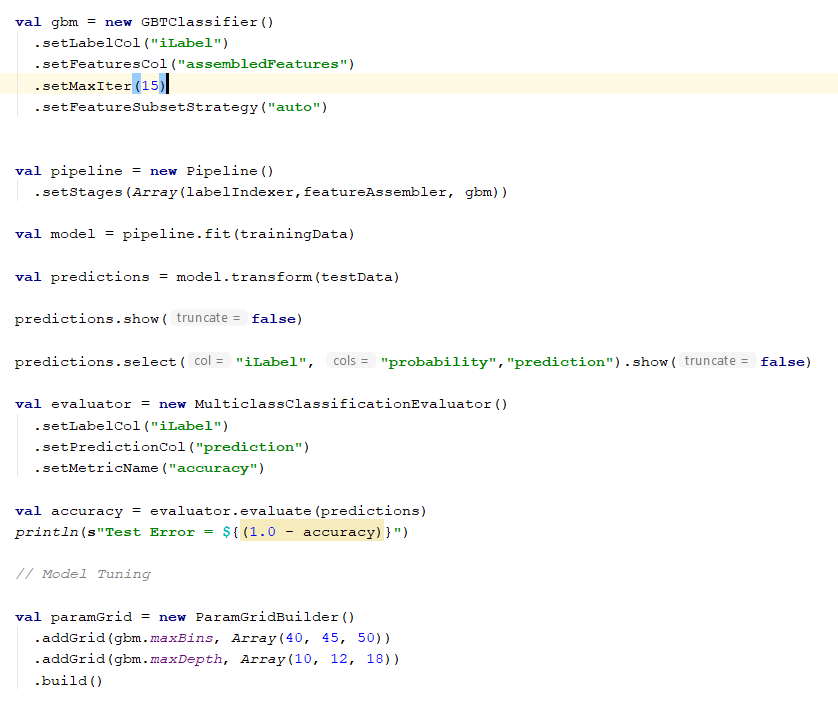 val gbm = new GBTClassifier()
.setLabelCol("iLabel")
.setFeaturesCol("assembledFeatures")
.setMaxIter(15)
.setFeatureSubsetStrategy("auto")
val pipeline = new Pipeline()
.setStages(Array(labelIndexer,featureAssembler, gbm))
val model = pipeline.fit(trainingData)
val predictions = model.transform(testData)
predictions.show( truncate = false)
predictions.select( col = "iLabel", cols = "probability","prediction").show( truncate = false)
val evaluator = new MulticlassClassificationEvaluator()
.setLabelCol("iLabel")
.setPredictionCol("prediction")
.setMetricName("accuracy")
val accuracy = evaluator.evaluate(predictions)
println(s"Test Error = ${(1.0 - accuracy)}")
// Model Tuning
val paramGrid = new ParamGridBuilder()
.addGrid(gbm.maxBins, Array(40, 45, 50))
.addGrid(gbm.maxDepth, Array(10, 12, 18))
.build()